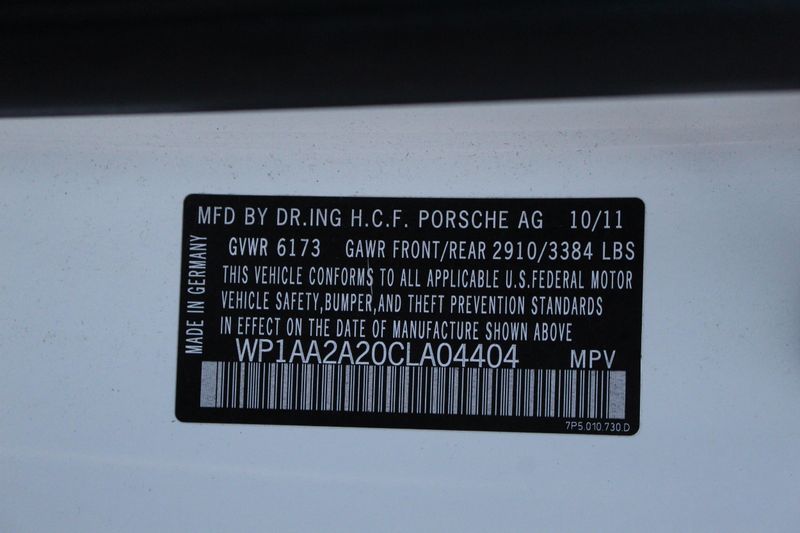 MFD BY DR.ING H.C.F. PORSCHE AG 10/11
GVWR 6173 GAWR FRONT/REAR 2910/3384 LBS
THIS VEHICLE CONFORMS TO ALL APPLICABLE U.S.FEDERAL MOTOR
VEHICLE SAFETY,BUMPER,AND THEFT PREVENTION STANDARDS
IN EFFECT ON THE DATE OF MANUFACTURE SHOWN ABOVE
WP1AA2A20CLA04404 MPV
7P5.010.730.D
MADE IN GERMANY